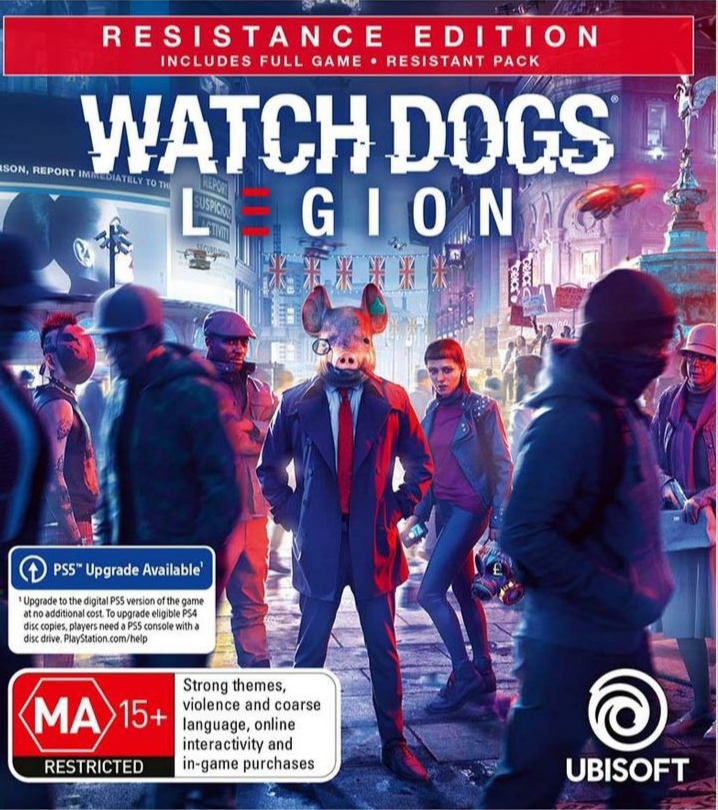 RESISTANCE EDITION
INCLUDES FULL GAME • RESISTANT PACK
WATCH DOGS®
LEGION
RSON, REPORT IMMEDIATELY TO TH
REPORT
SUSPICIOUS
ACTIVITY
PS5™ Upgrade Available¹
¹ Upgrade to the digital PS5 version of the game
at no additional cost. To upgrade eligible PS4
disc copies, players need a PS5 console with a
disc drive. PlayStation.com/help
£
MA 15+
RESTRICTED
Strong themes,
violence and coarse
language, online
interactivity and
in-game purchases
UBISOFT